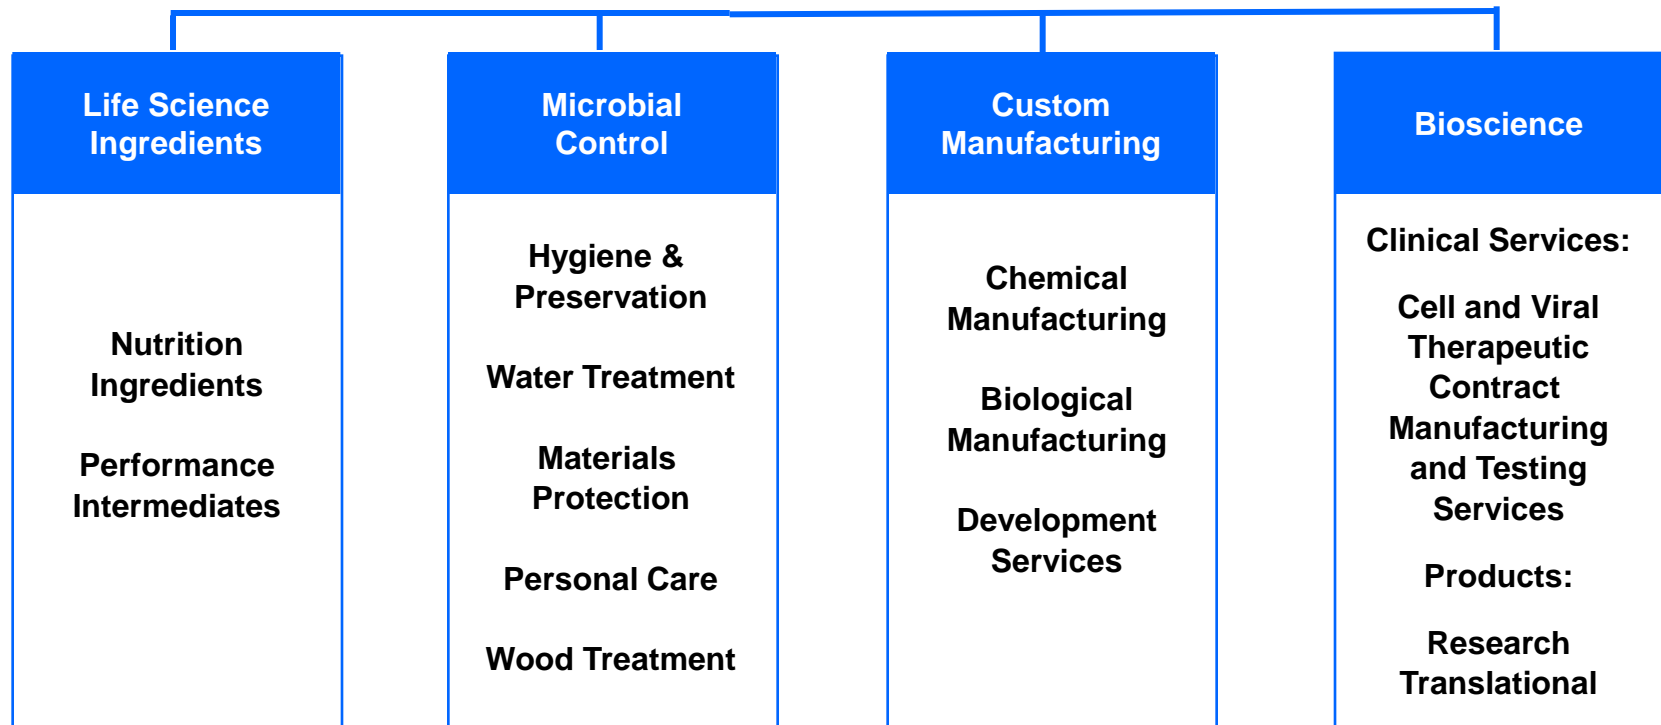 Life Science
Ingredients
Nutrition
Ingredients
Performance
Intermediates
Microbial
Control
Hygiene &
Preservation
Water Treatment
Materials
Protection
Personal Care
Wood Treatment
Custom
Manufacturing
Chemical
Manufacturing
Biological
Manufacturing
Development
Services
Bioscience
Clinical Services:
Cell and Viral
Therapeutic
Contract
Manufacturing
and Testing
Services
Products:
Research
Translational